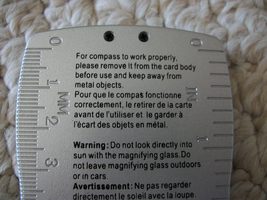 For compass to work properly,
please remove it from the card body
before use and keep away from
metal objects.
Pour que le compas fonctionne
correctement, le retirer de la carte
avant de l'utiliser et le garder à
l'écart des objets en métal.
Warning: Do not look directly into
sun with the magnifying glass. Do
not leave magnifying glass outdoors
or in cars.
Avertissement: Ne pas regarder
directement le soleil avec la loupe.
0
1
MM
2
3
0
IN
1